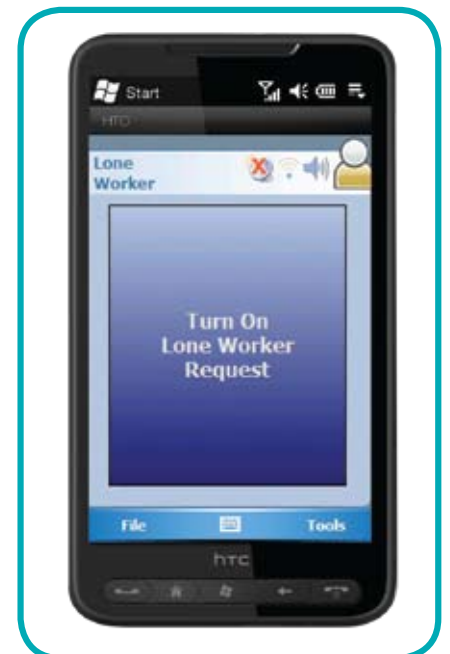 Start
HTC
Lone
Worker
Turn On
Lone Worker
Request
File Tools
hTC